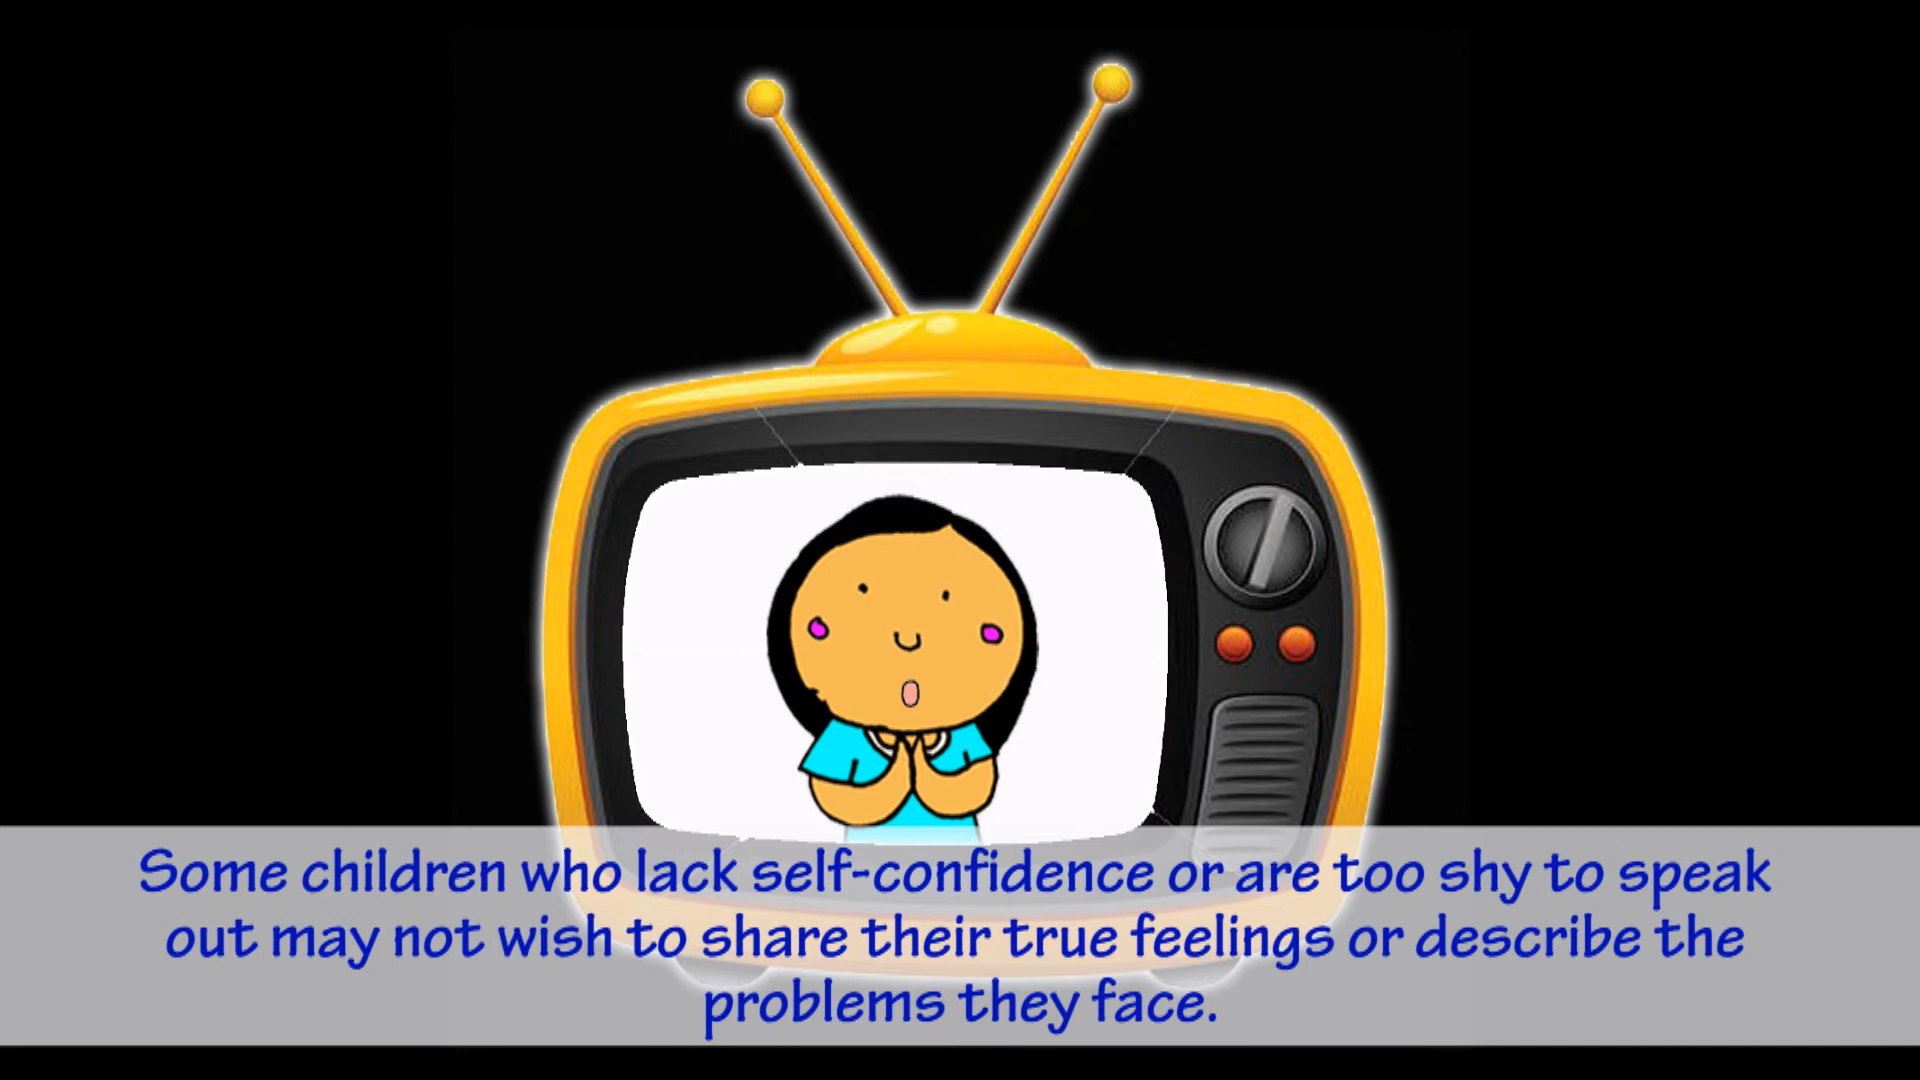 Some children who lack self-confidence or are too shy to speak
out may not wish to share their true feelings or describe the
problems they face.